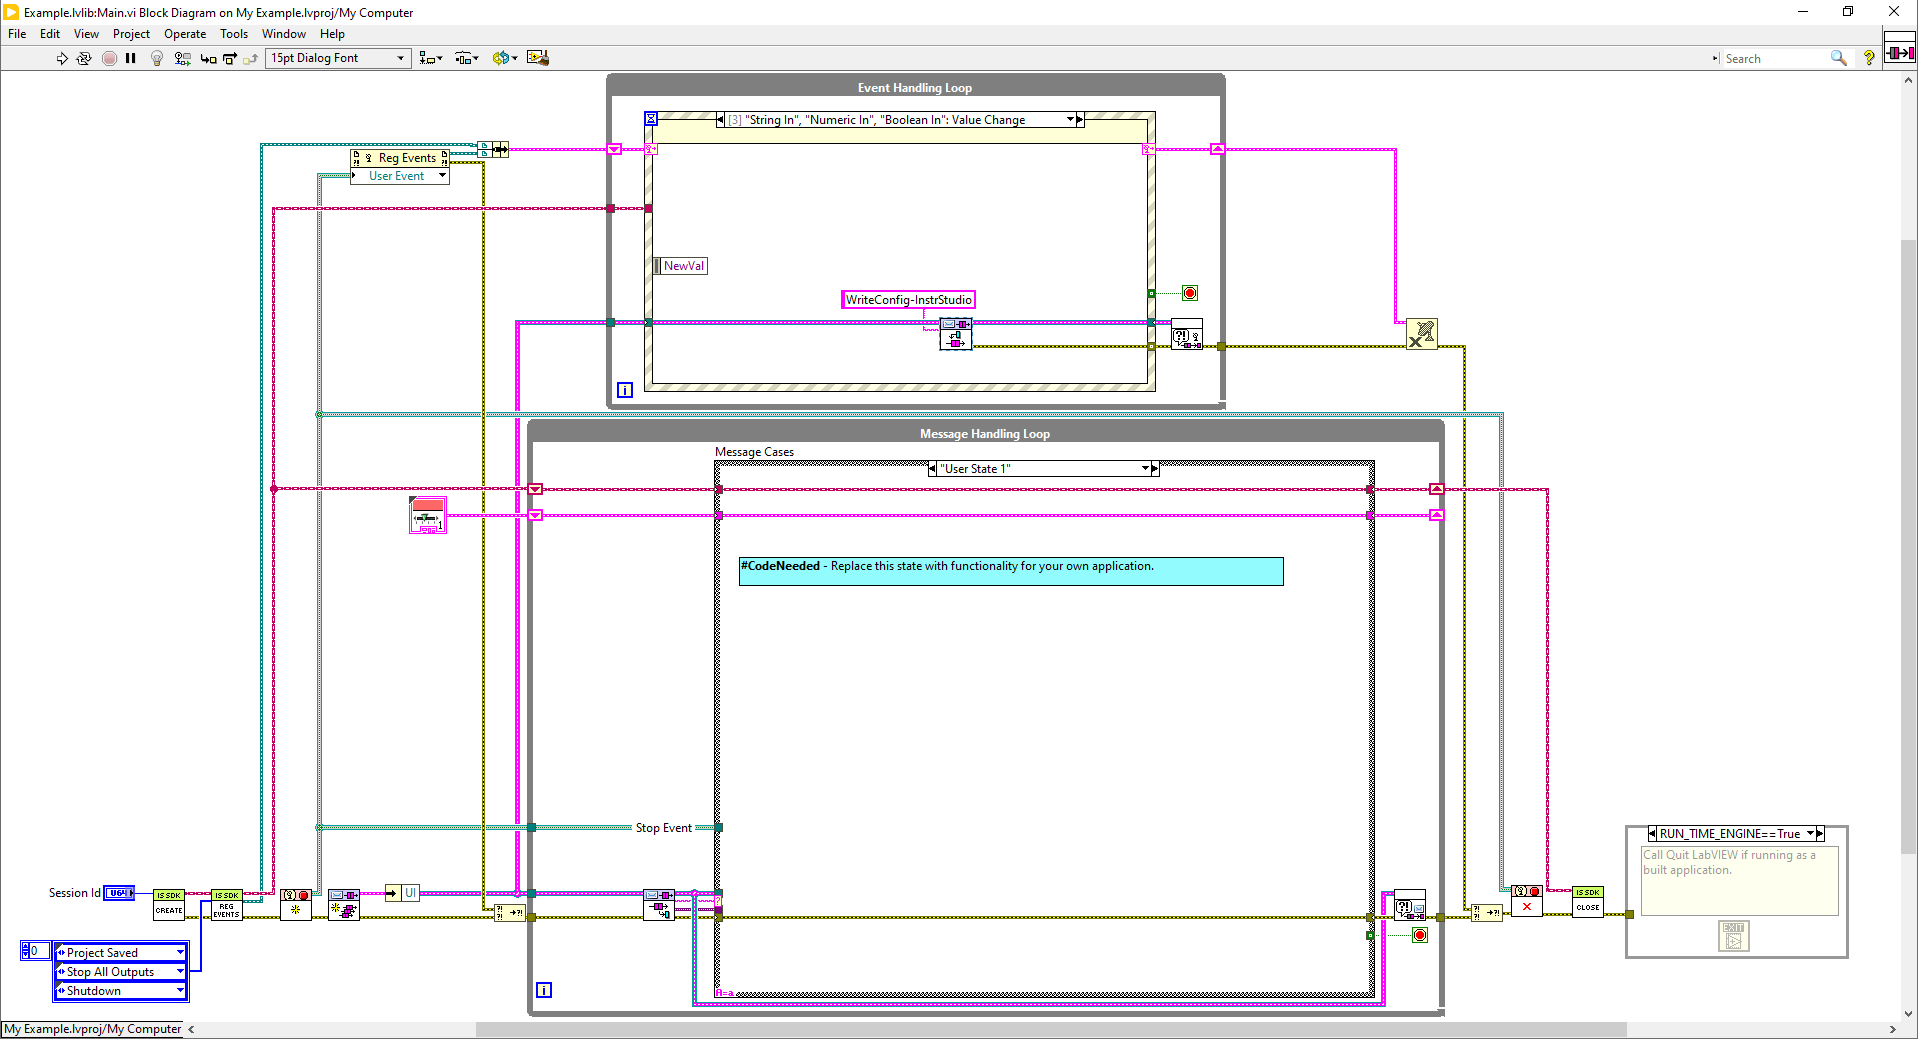 Example.lvlib:Main.vi Block Diagram on My Example.lvproj/My Computer
File Edit View Project Operate Tools Window Help
15pt Dialog Font
Search
Event Handling Loop
[3] "String In", "Numeric In", "Boolean In": Value Change
Reg Events
User Event
NewVal
WriteConfig-InstrStudio
i
Message Handling Loop
Message Cases
"User State 1"
1
#CodeNeeded - Replace this state with functionality for your own application.
Stop Event
RUN_TIME_ENGINE==True
Call Quit LabVIEW if running as a
built application.
EXIT
Session Id
U64
IS SDK
CREATE
IS SDK
REG
EVENTS
UI
IS SDK
CLOSE
0
Project Saved
Stop All Outputs
Shutdown
i
A=a
My Example.lvproj/My Computer